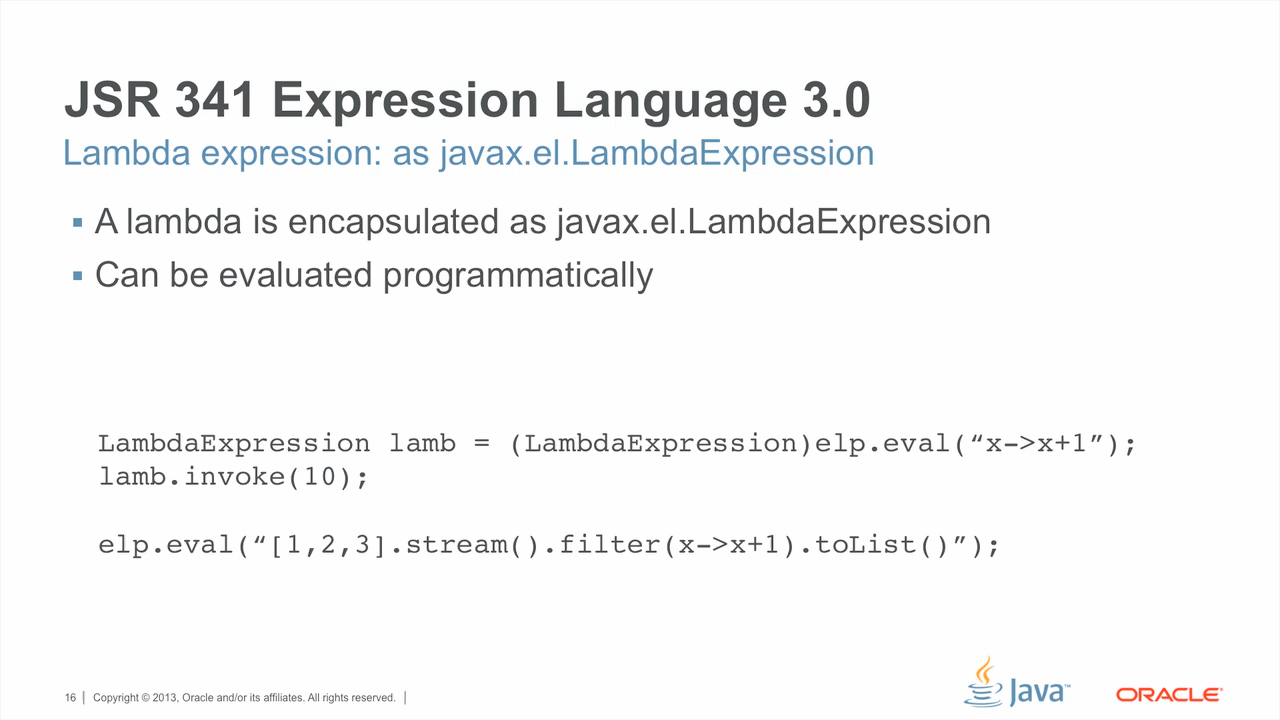 JSR 341 Expression Language 3.0
Lambda expression: as javax.el.LambdaExpression
▪ A lambda is encapsulated as javax.el.LambdaExpression
▪ Can be evaluated programmatically
LambdaExpression lamb = (LambdaExpression)elp.eval(“x->x+1”);
lamb.invoke(10);
elp.eval(“[1,2,3].stream().filter(x->x+1).toList()”);
16 | Copyright © 2013, Oracle and/or its affiliates. All rights reserved. |
Java™
ORACLE®